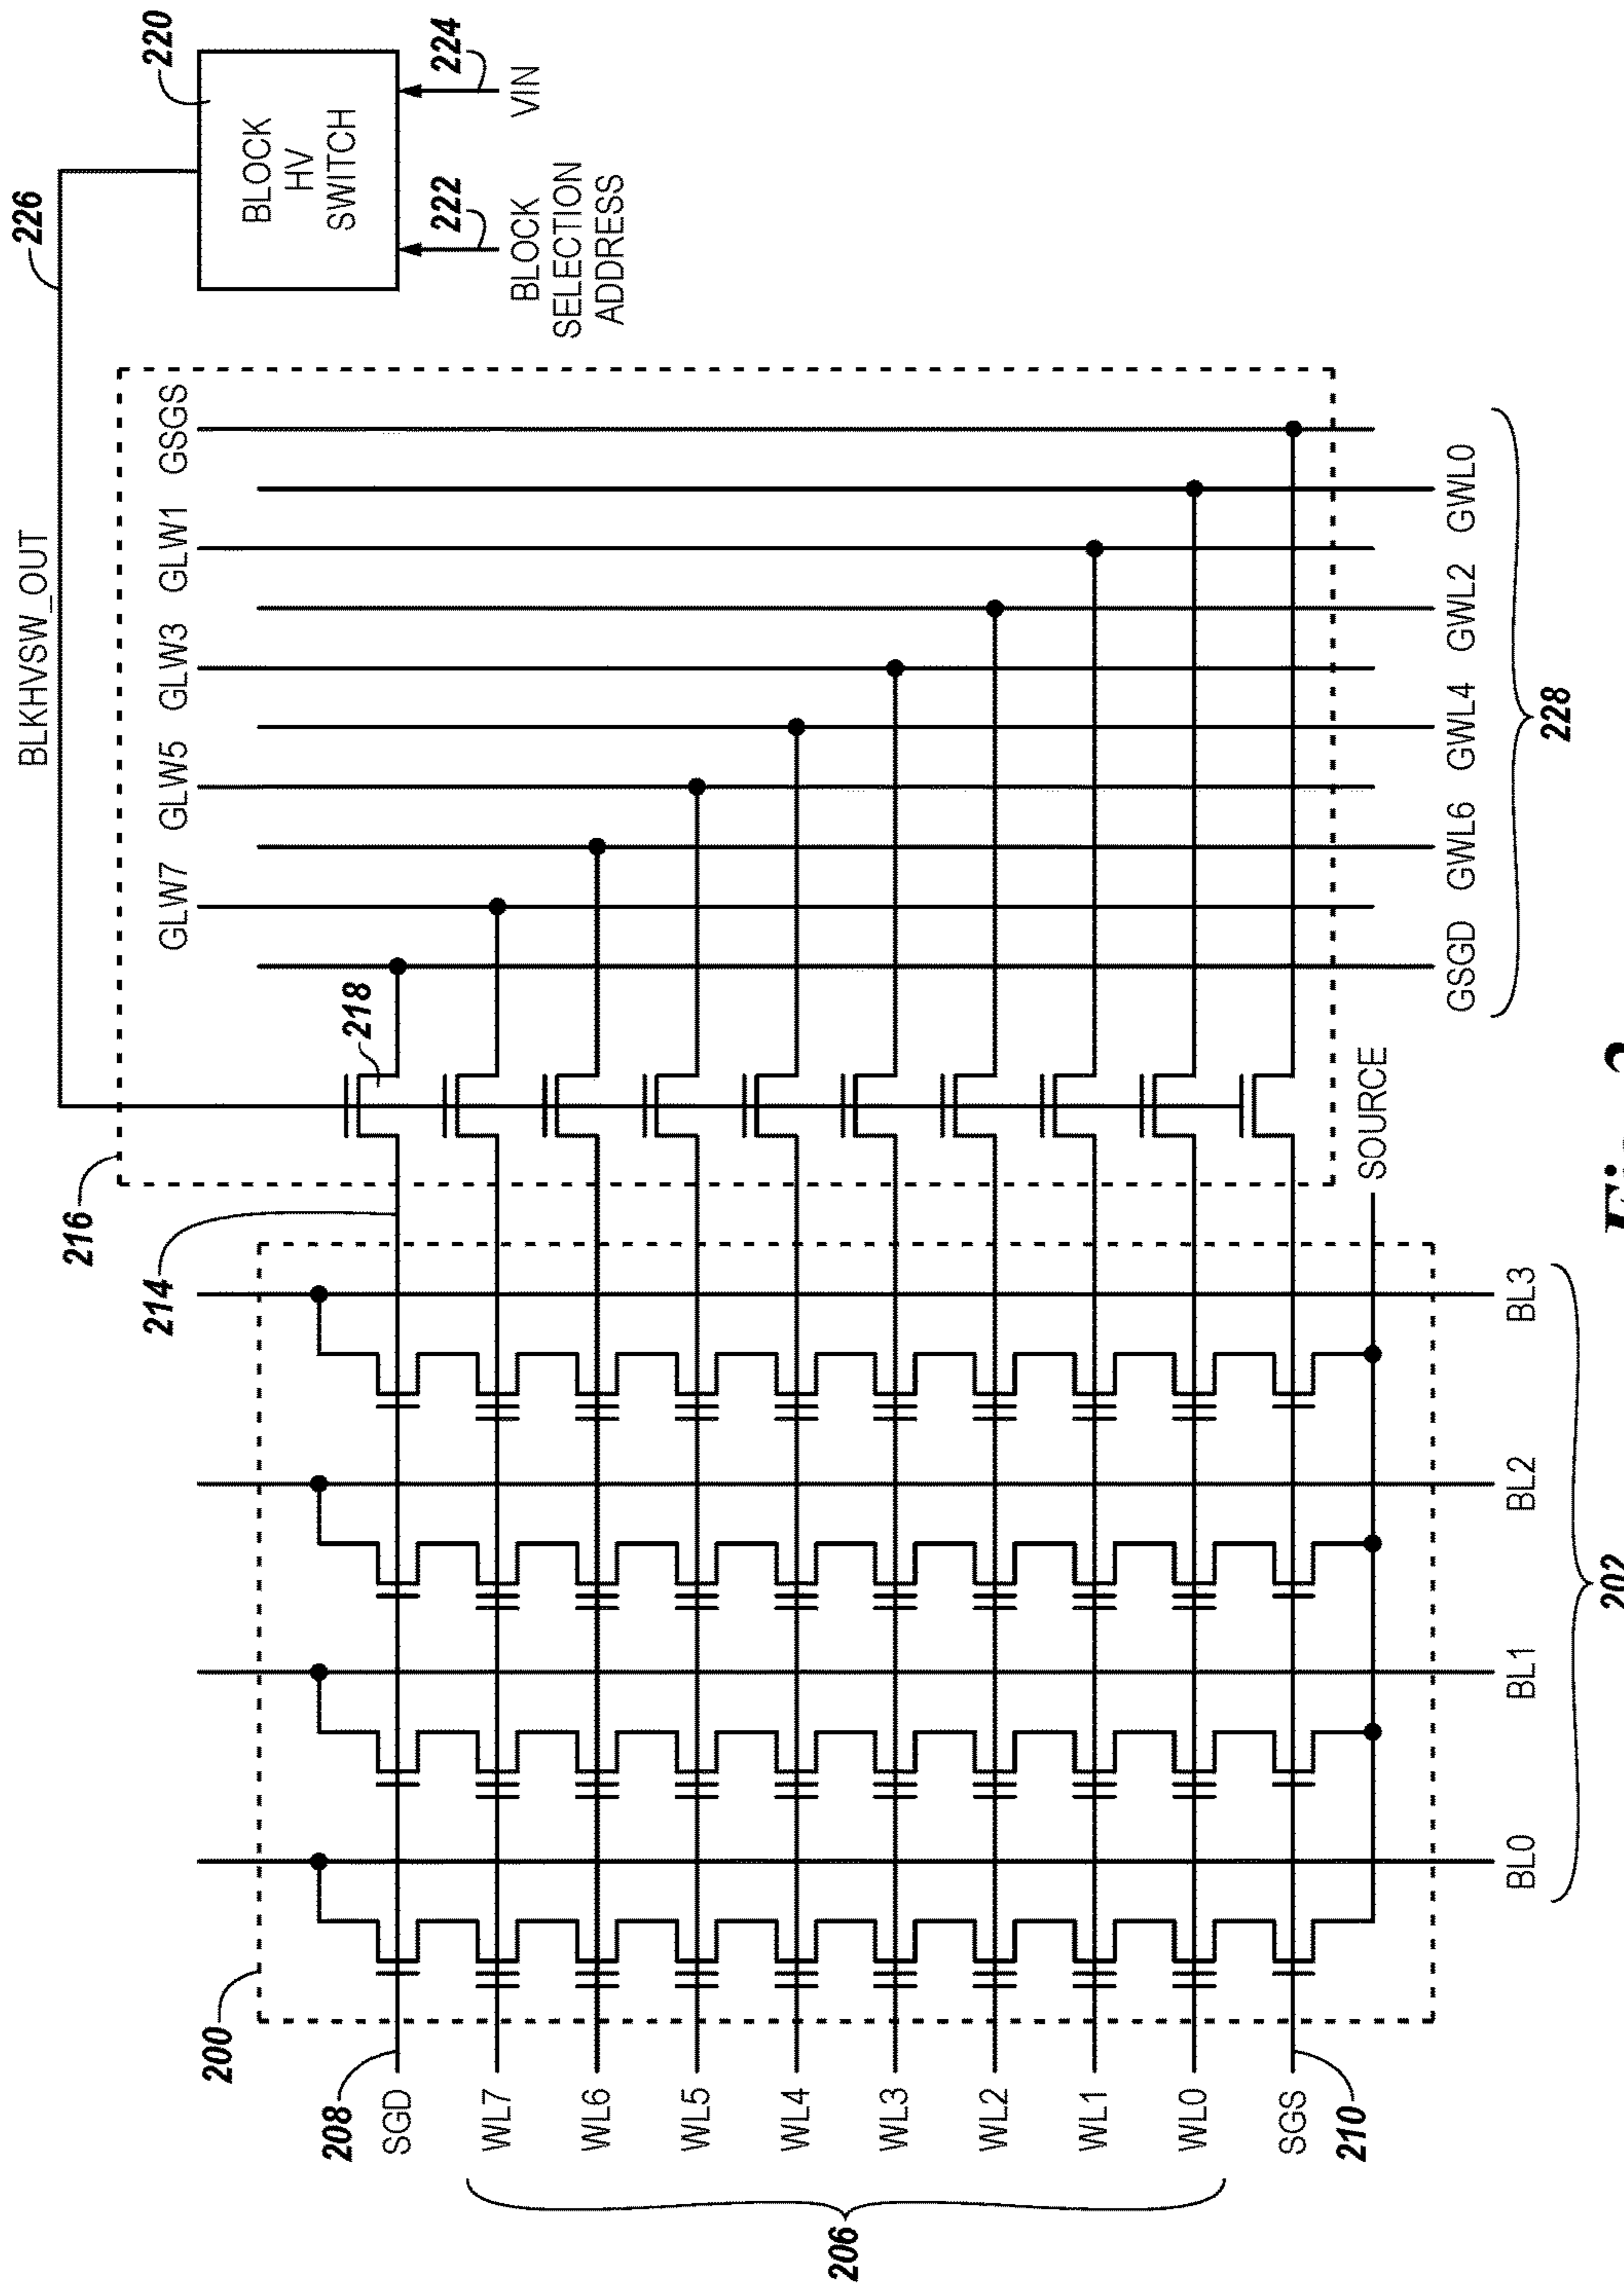 226
220
BLKHVSW_OUT
BLOCK
HV
SWITCH
222
224
BLOCK
SELECTION
ADDRESS
VIN
216
214
218
GLW7
GLW5
GLW3
GLW1
GSGS
200
208
SGD
WL7
WL6
WL5
WL4
WL3
WL2
WL1
WL0
SGS
210
206
SOURCE
BL0
BL1
BL2
BL3
202
GSGD
GWL6
GWL4
GWL2
GWL0
228